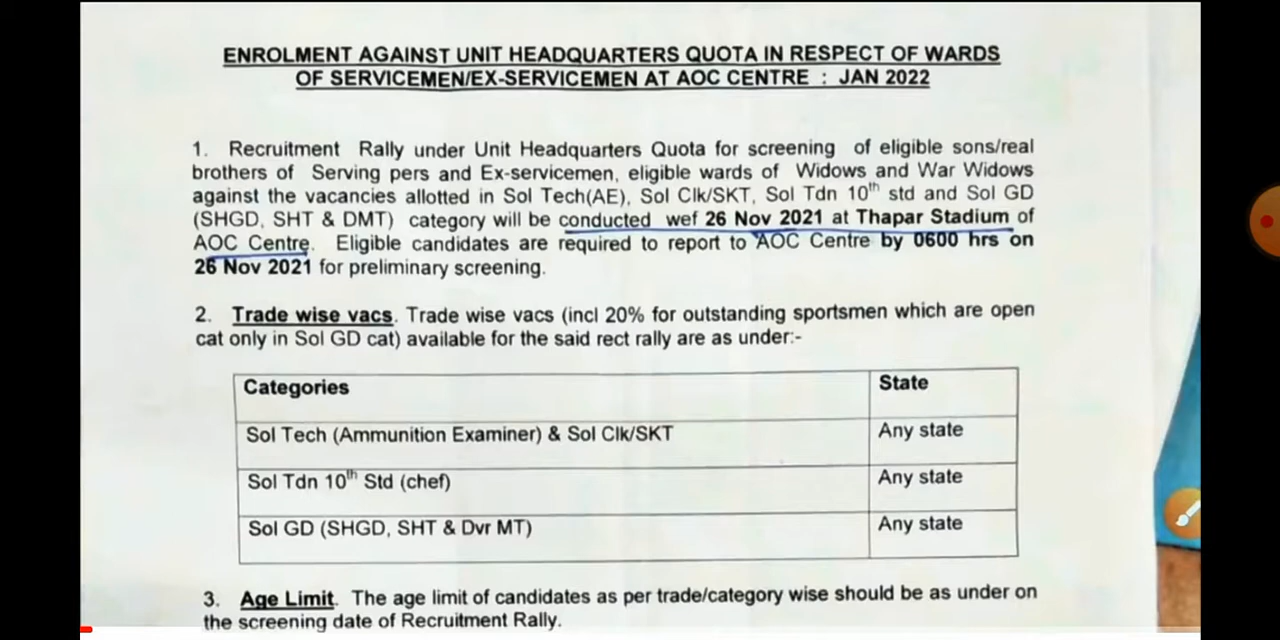 ENROLMENT AGAINST UNIT HEADQUARTERS QUOTA IN RESPECT OF WARDS
OF SERVICEMEN/EX-SERVICEMEN AT AOC CENTRE : JAN 2022
1. Recruitment Rally under Unit Headquarters Quota for screening of eligible sons/real
brothers of Serving pers and Ex-servicemen, eligible wards of Widows and War Widows
against the vacancies allotted in Sol Tech(AE), Sol Clk/SKT, Sol Tdn 10th std and Sol GD
(SHGD, SHT & DMT) category will be conducted wef 26 Nov 2021 at Thapar Stadium of
AOC Centre. Eligible candidates are required to report to AOC Centre by 0600 hrs on
26 Nov 2021 for preliminary screening.
2. Trade wise vacs. Trade wise vacs (incl 20% for outstanding sportsmen which are open
cat only in Sol GD cat) available for the said rect rally are as under:-
Categories State
Sol Tech (Ammunition Examiner) & Sol Clk/SKT Any state
Sol Tdn 10th Std (chef) Any state
Sol GD (SHGD, SHT & Dvr MT) Any state
3. Age Limit. The age limit of candidates as per trade/category wise should be as under on
the screening date of Recruitment Rally.